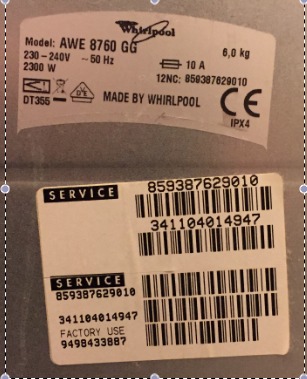 Whirlpool
Model: AWE 8760 GG
6,0 kg
230-240V ~50 Hz
10 A
2300 W
12NC: 859387629010
DT355
DVE
MADE BY WHIRLPOOL
CE
IPX4
SERVICE
859387629010
341104014947
SERVICE
859387629010
341104014947
FACTORY USE
9498433887